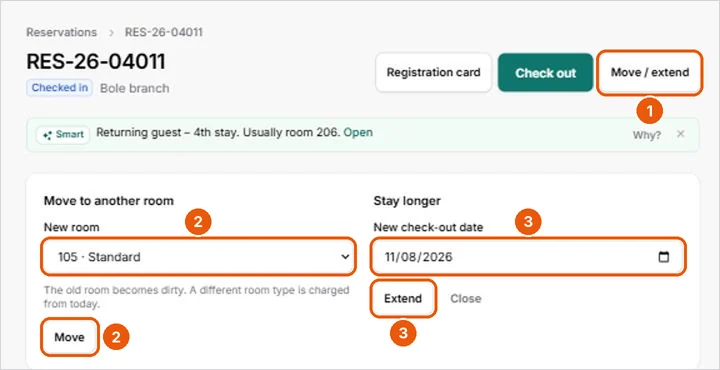 Reservations › RES-26-04011
RES-26-04011
Checked in Bole branch
Registration card
Check out
Move / extend
1
Smart Returning guest – 4th stay. Usually room 206. Open
Why? ×
Move to another room
New room
2
105 · Standard
The old room becomes dirty. A different room type is charged
from today.
Move
2
Stay longer
New check-out date
3
11/08/2026
Extend
Close
3